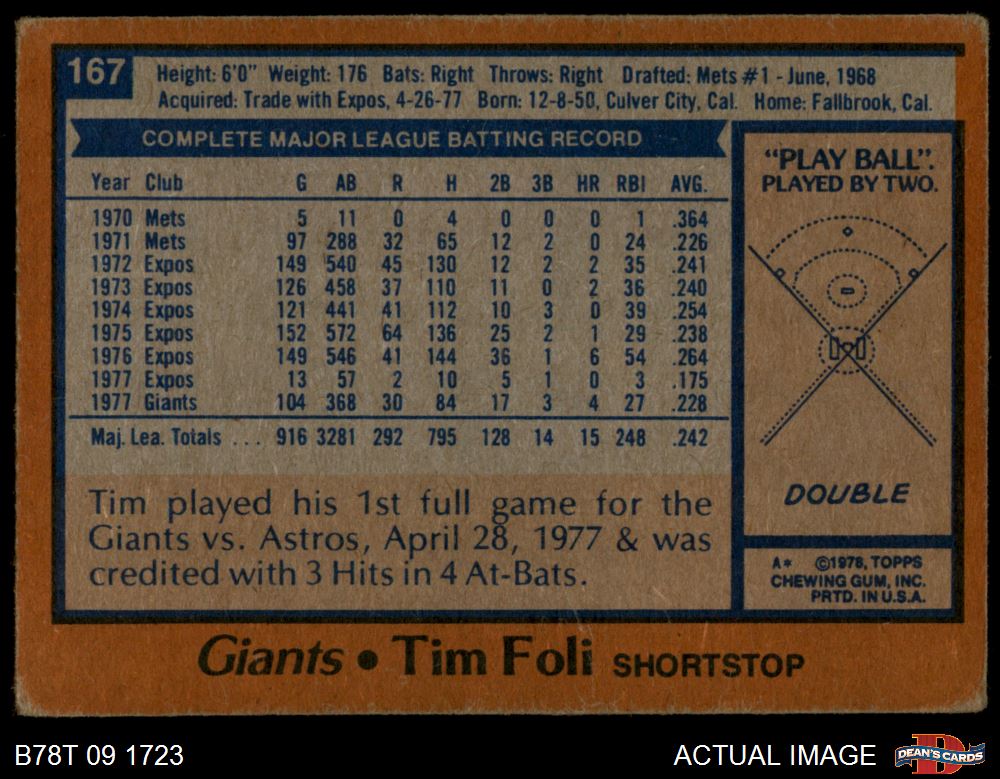 167
Height: 6'0" Weight: 176 Bats: Right Throws: Right Drafted: Mets #1 - June, 1968
Acquired: Trade with Expos, 4-26-77 Born: 12-8-50, Culver City, Cal. Home: Fallbrook, Cal.
COMPLETE MAJOR LEAGUE BATTING RECORD
Year Club G AB R H 2B 3B HR RBI AVG.
1970 Mets 5 11 0 4 0 0 0 1 .364
1971 Mets 97 288 32 65 12 2 0 24 .226
1972 Expos 149 540 45 130 12 2 2 35 .241
1973 Expos 126 458 37 110 11 0 2 36 .240
1974 Expos 121 441 41 112 10 3 0 39 .254
1975 Expos 152 572 64 136 25 2 1 29 .238
1976 Expos 149 546 41 144 36 1 6 54 .264
1977 Expos 13 57 2 10 5 1 0 3 .175
1977 Giants 104 368 30 84 17 3 4 27 .228
Maj. Lea. Totals ... 916 3281 292 795 128 14 15 248 .242
Tim played his 1st full game for the
Giants vs. Astros, April 28, 1977 & was
credited with 3 Hits in 4 At-Bats.
"PLAY BALL".
PLAYED BY TWO.
DOUBLE
A* ©1978, TOPPS
CHEWING GUM, INC.
PRTD. IN U.S.A.
Giants • Tim Foli SHORTSTOP
B78T 09 1723
ACTUAL IMAGE
DEAN'S CARDS